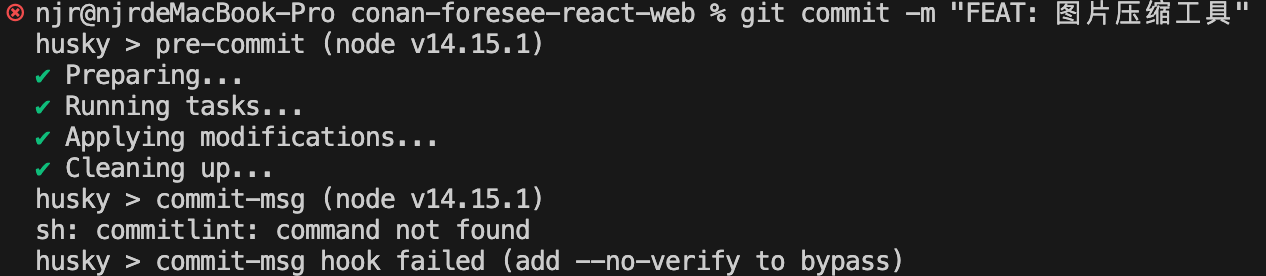 njr@njrdeMacBook-Pro conan-foresee-react-web % git commit -m "FEAT: 图片压缩工具"
husky > pre-commit (node v14.15.1)
✔ Preparing...
✔ Running tasks...
✔ Applying modifications...
✔ Cleaning up...
husky > commit-msg (node v14.15.1)
sh: commitlint: command not found
husky > commit-msg hook failed (add --no-verify to bypass)